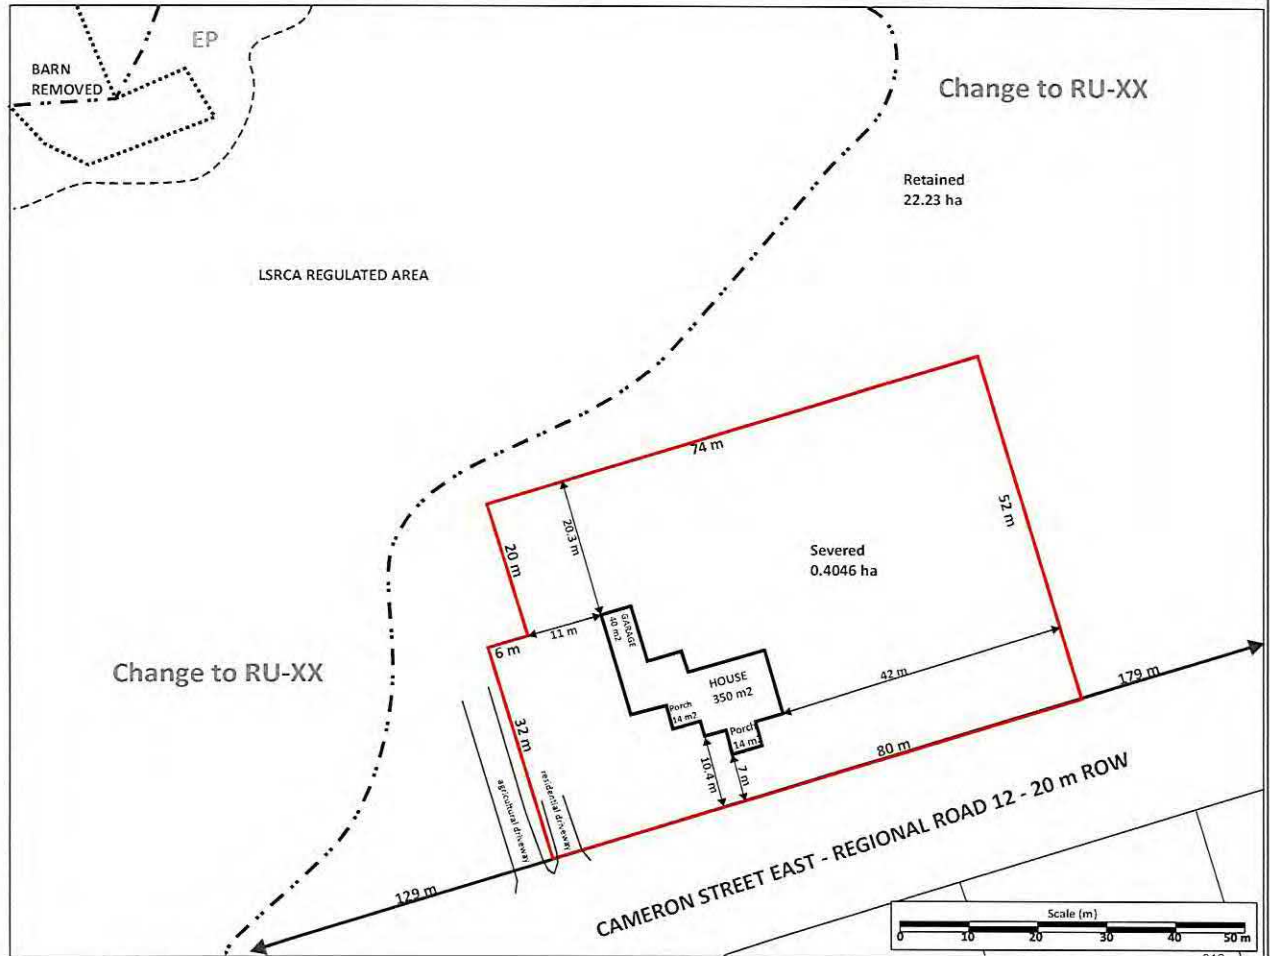 EP
BARN
REMOVED
Change to RU-XX
Retained
22.23 ha
LSRCA REGULATED AREA
74 m
52 m
20.3 m
20 m
Severed
0.4046 ha
11 m
GARAGE
40 m2
6 m
Change to RU-XX
HOUSE
350 m2
42 m
179 m
Porch
14 m2
Porch
14 m2
32 m
10.4 m
7 m
80 m
agricultural driveway
residential driveway
129 m
CAMERON STREET EAST - REGIONAL ROAD 12 - 20 m ROW
Scale (m)
0 10 20 30 40 50 m